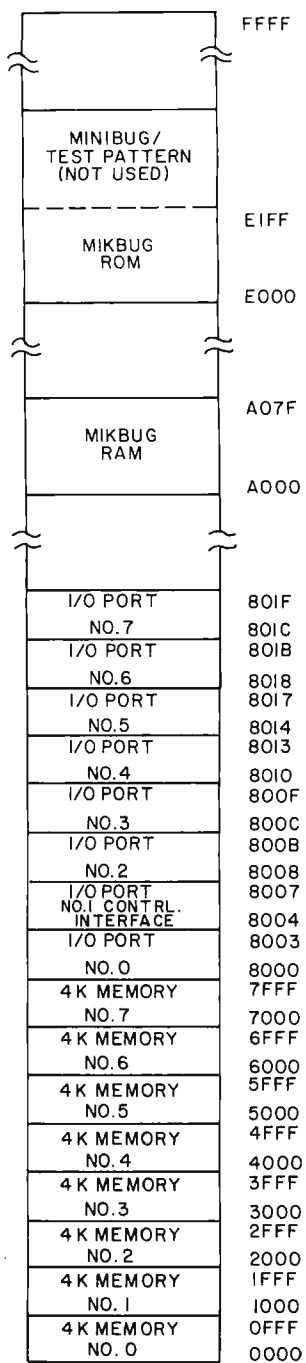 FFFF
MINIBUG/
TEST PATTERN
(NOT USED)
E1FF
MIKBUG
ROM
E000
A07F
MIKBUG
RAM
A000
I/O PORT 801F
NO.7 801C
I/O PORT 801B
NO.6 8018
I/O PORT 8017
NO.5 8014
I/O PORT 8013
NO.4 8010
I/O PORT 800F
NO.3 800C
I/O PORT 800B
NO.2 8008
I/O PORT 8007
NO.1 CONTRL.
INTERFACE 8004
I/O PORT 8003
NO.0 8000
4K MEMORY 7FFF
NO.7 7000
4K MEMORY 6FFF
NO.6 6000
4K MEMORY 5FFF
NO.5 5000
4K MEMORY 4FFF
NO.4 4000
4K MEMORY 3FFF
NO.3 3000
4K MEMORY 2FFF
NO.2 2000
4K MEMORY 1FFF
NO.1 1000
4K MEMORY 0FFF
NO.0 0000